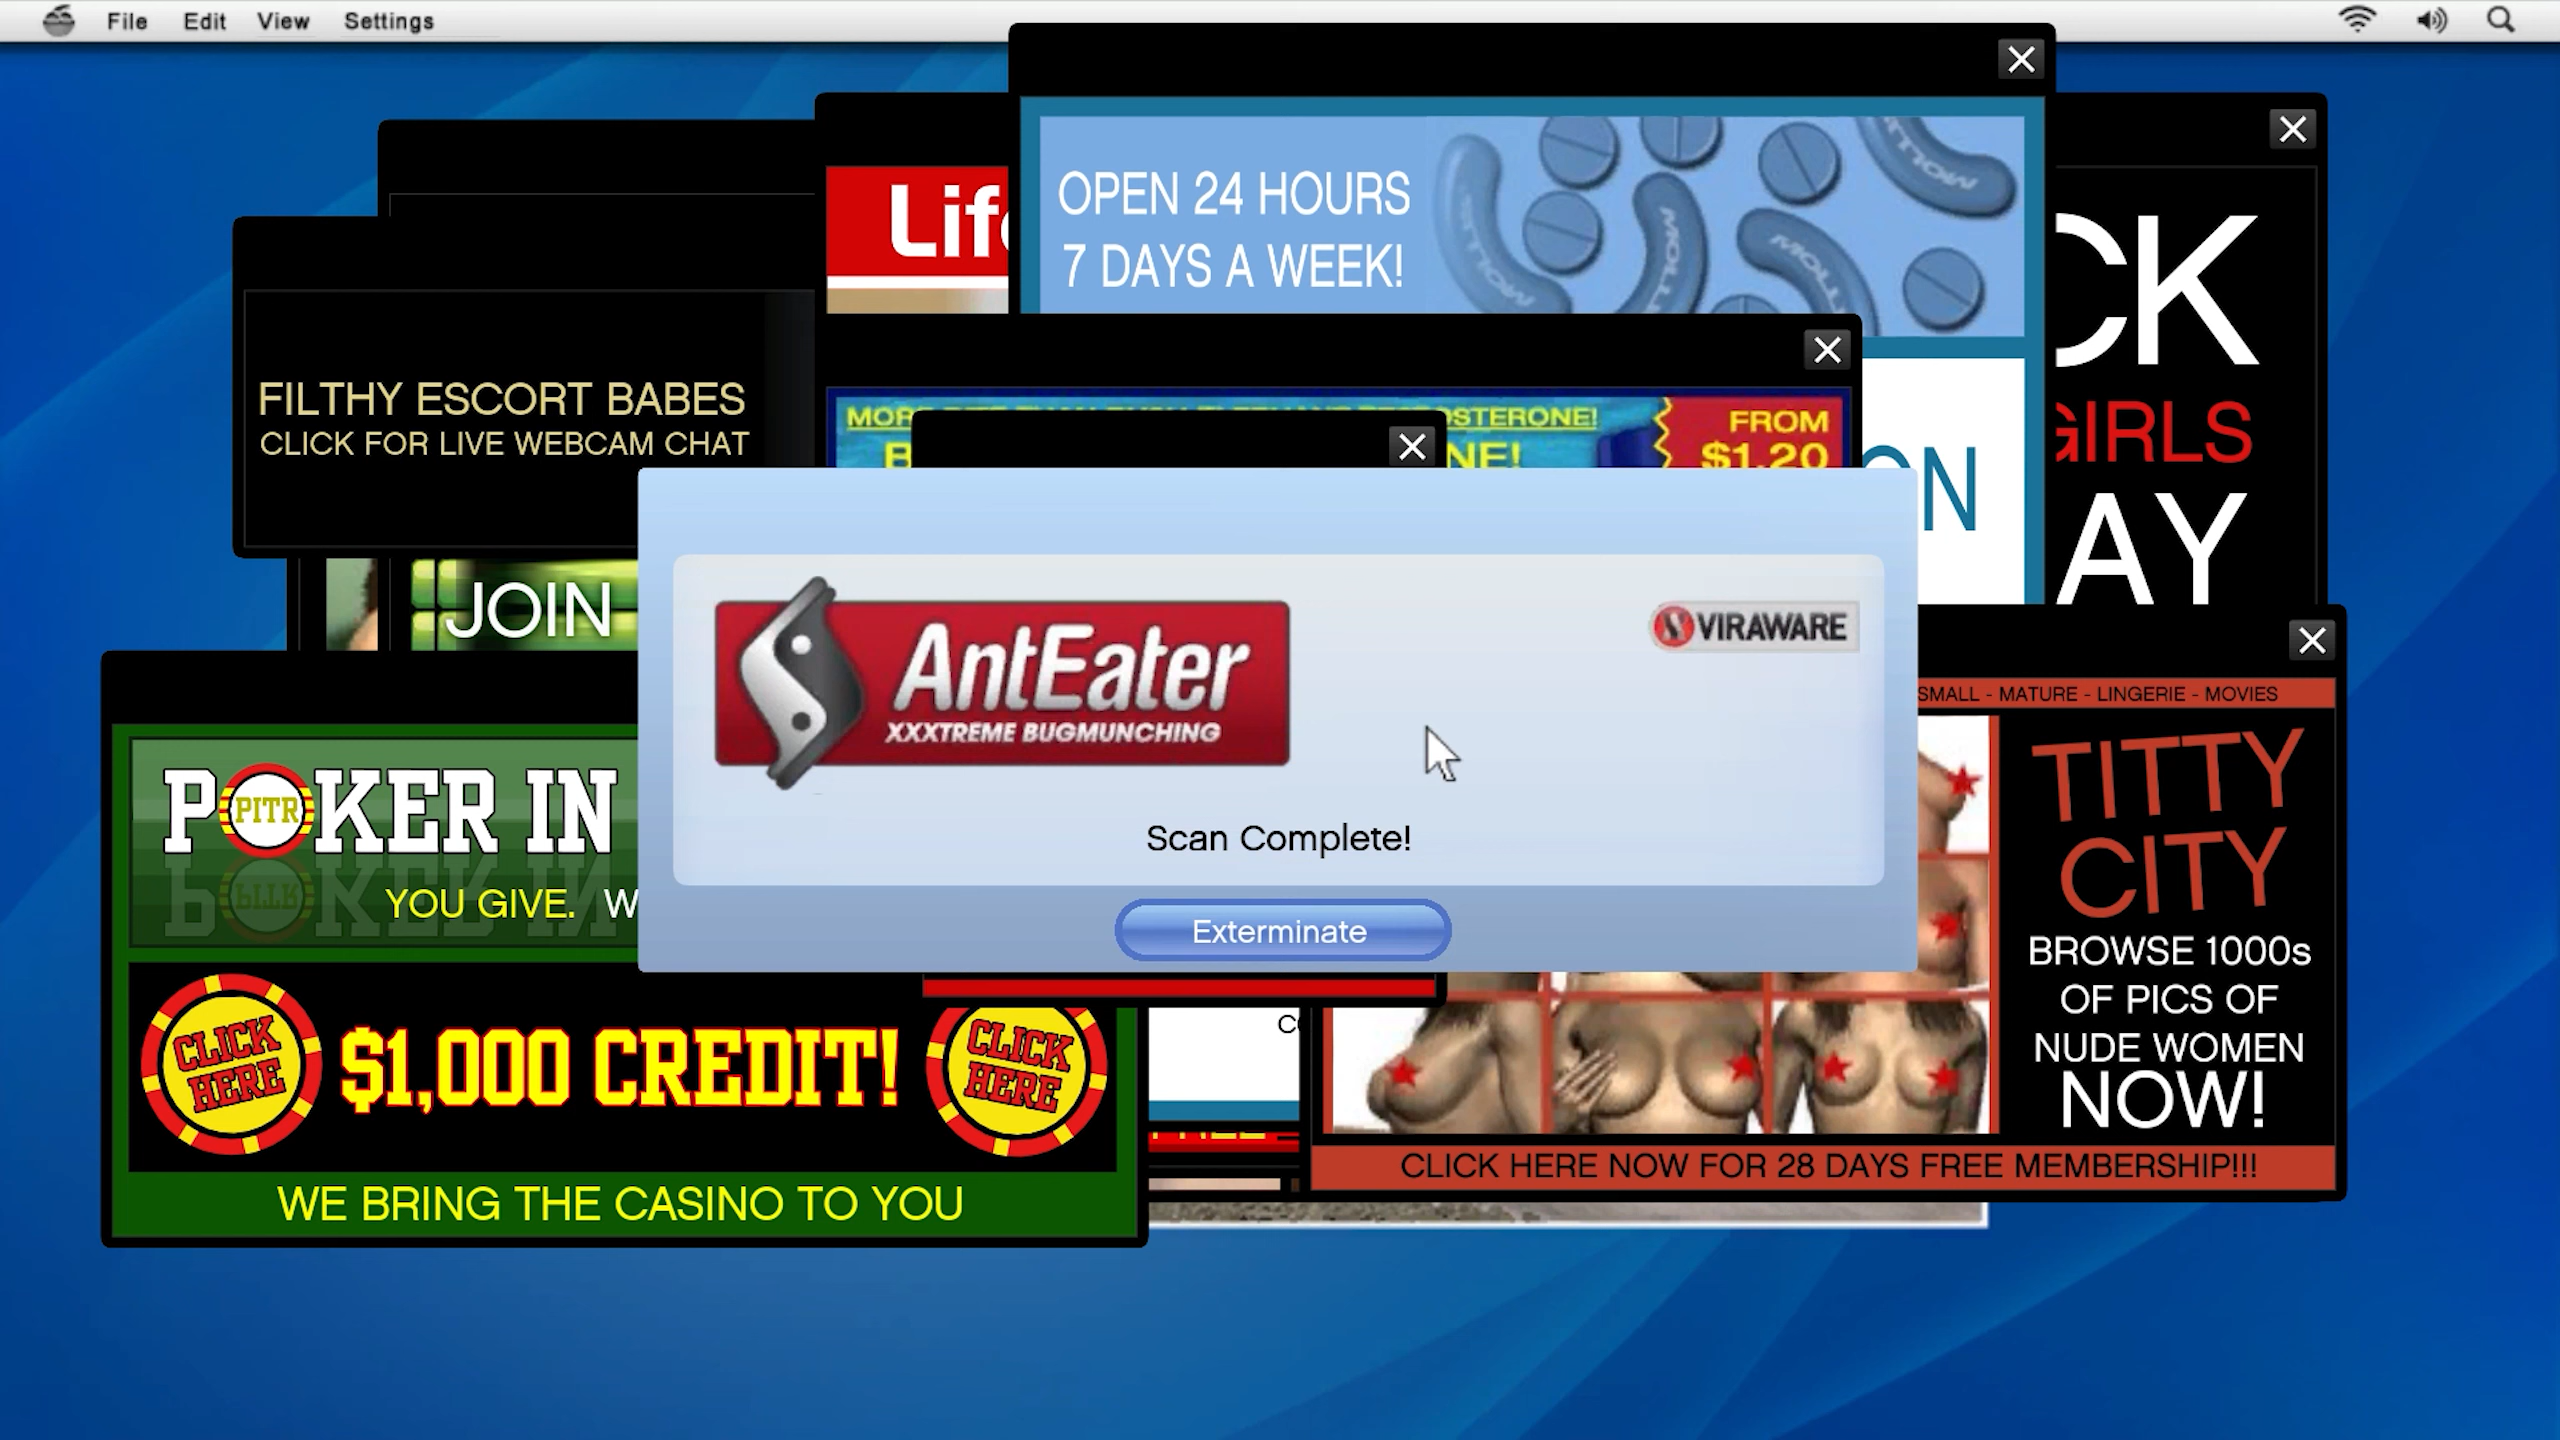 File Edit View Settings
OPEN 24 HOURS
7 DAYS A WEEK!
MOLLIS
CK
GIRLS
AY
FILTHY ESCORT BABES
CLICK FOR LIVE WEBCAM CHAT
FROM
$1.20
NE!
ON
JOIN
AntEater
XXXTREME BUGMUNCHING
VIRAWARE
Scan Complete!
Exterminate
POKER IN
PITR
YOU GIVE. W
CLICK
HERE
$1,000 CREDIT!
CLICK
HERE
WE BRING THE CASINO TO YOU
SMALL - MATURE - LINGERIE - MOVIES
TITTY
CITY
BROWSE 1000s
OF PICS OF
NUDE WOMEN
NOW!
CLICK HERE NOW FOR 28 DAYS FREE MEMBERSHIP!!!